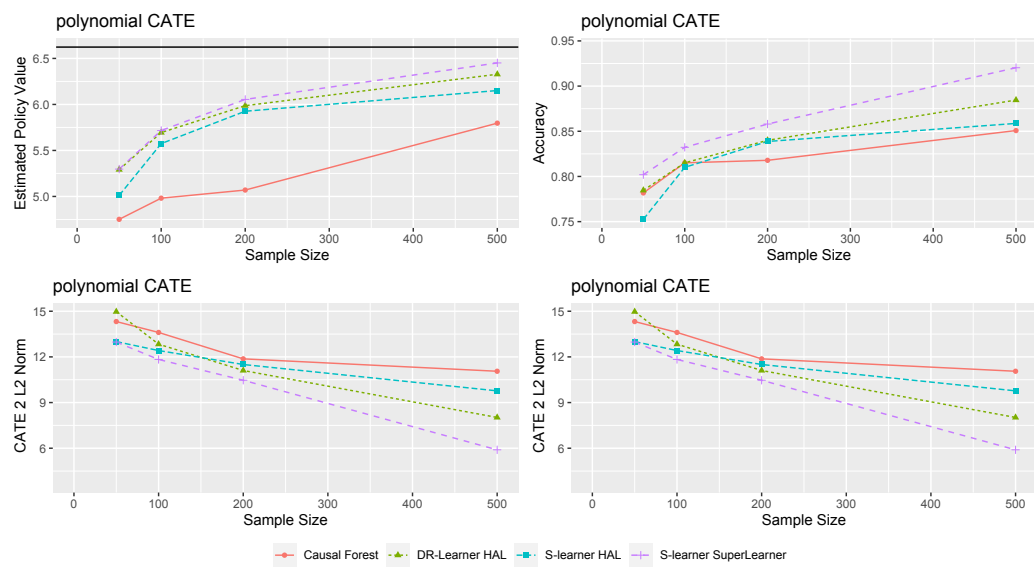 polynomial CATE
Estimated Policy Value
6.5
6.0
5.5
5.0
0 100 200 300 400 500
Sample Size
polynomial CATE
Accuracy
0.95
0.90
0.85
0.80
0.75
0 100 200 300 400 500
Sample Size
polynomial CATE
CATE 2 L2 Norm
15
12
9
6
0 100 200 300 400 500
Sample Size
polynomial CATE
CATE 2 L2 Norm
15
12
9
6
0 100 200 300 400 500
Sample Size
Causal Forest DR-Learner HAL S-learner HAL S-learner SuperLearner